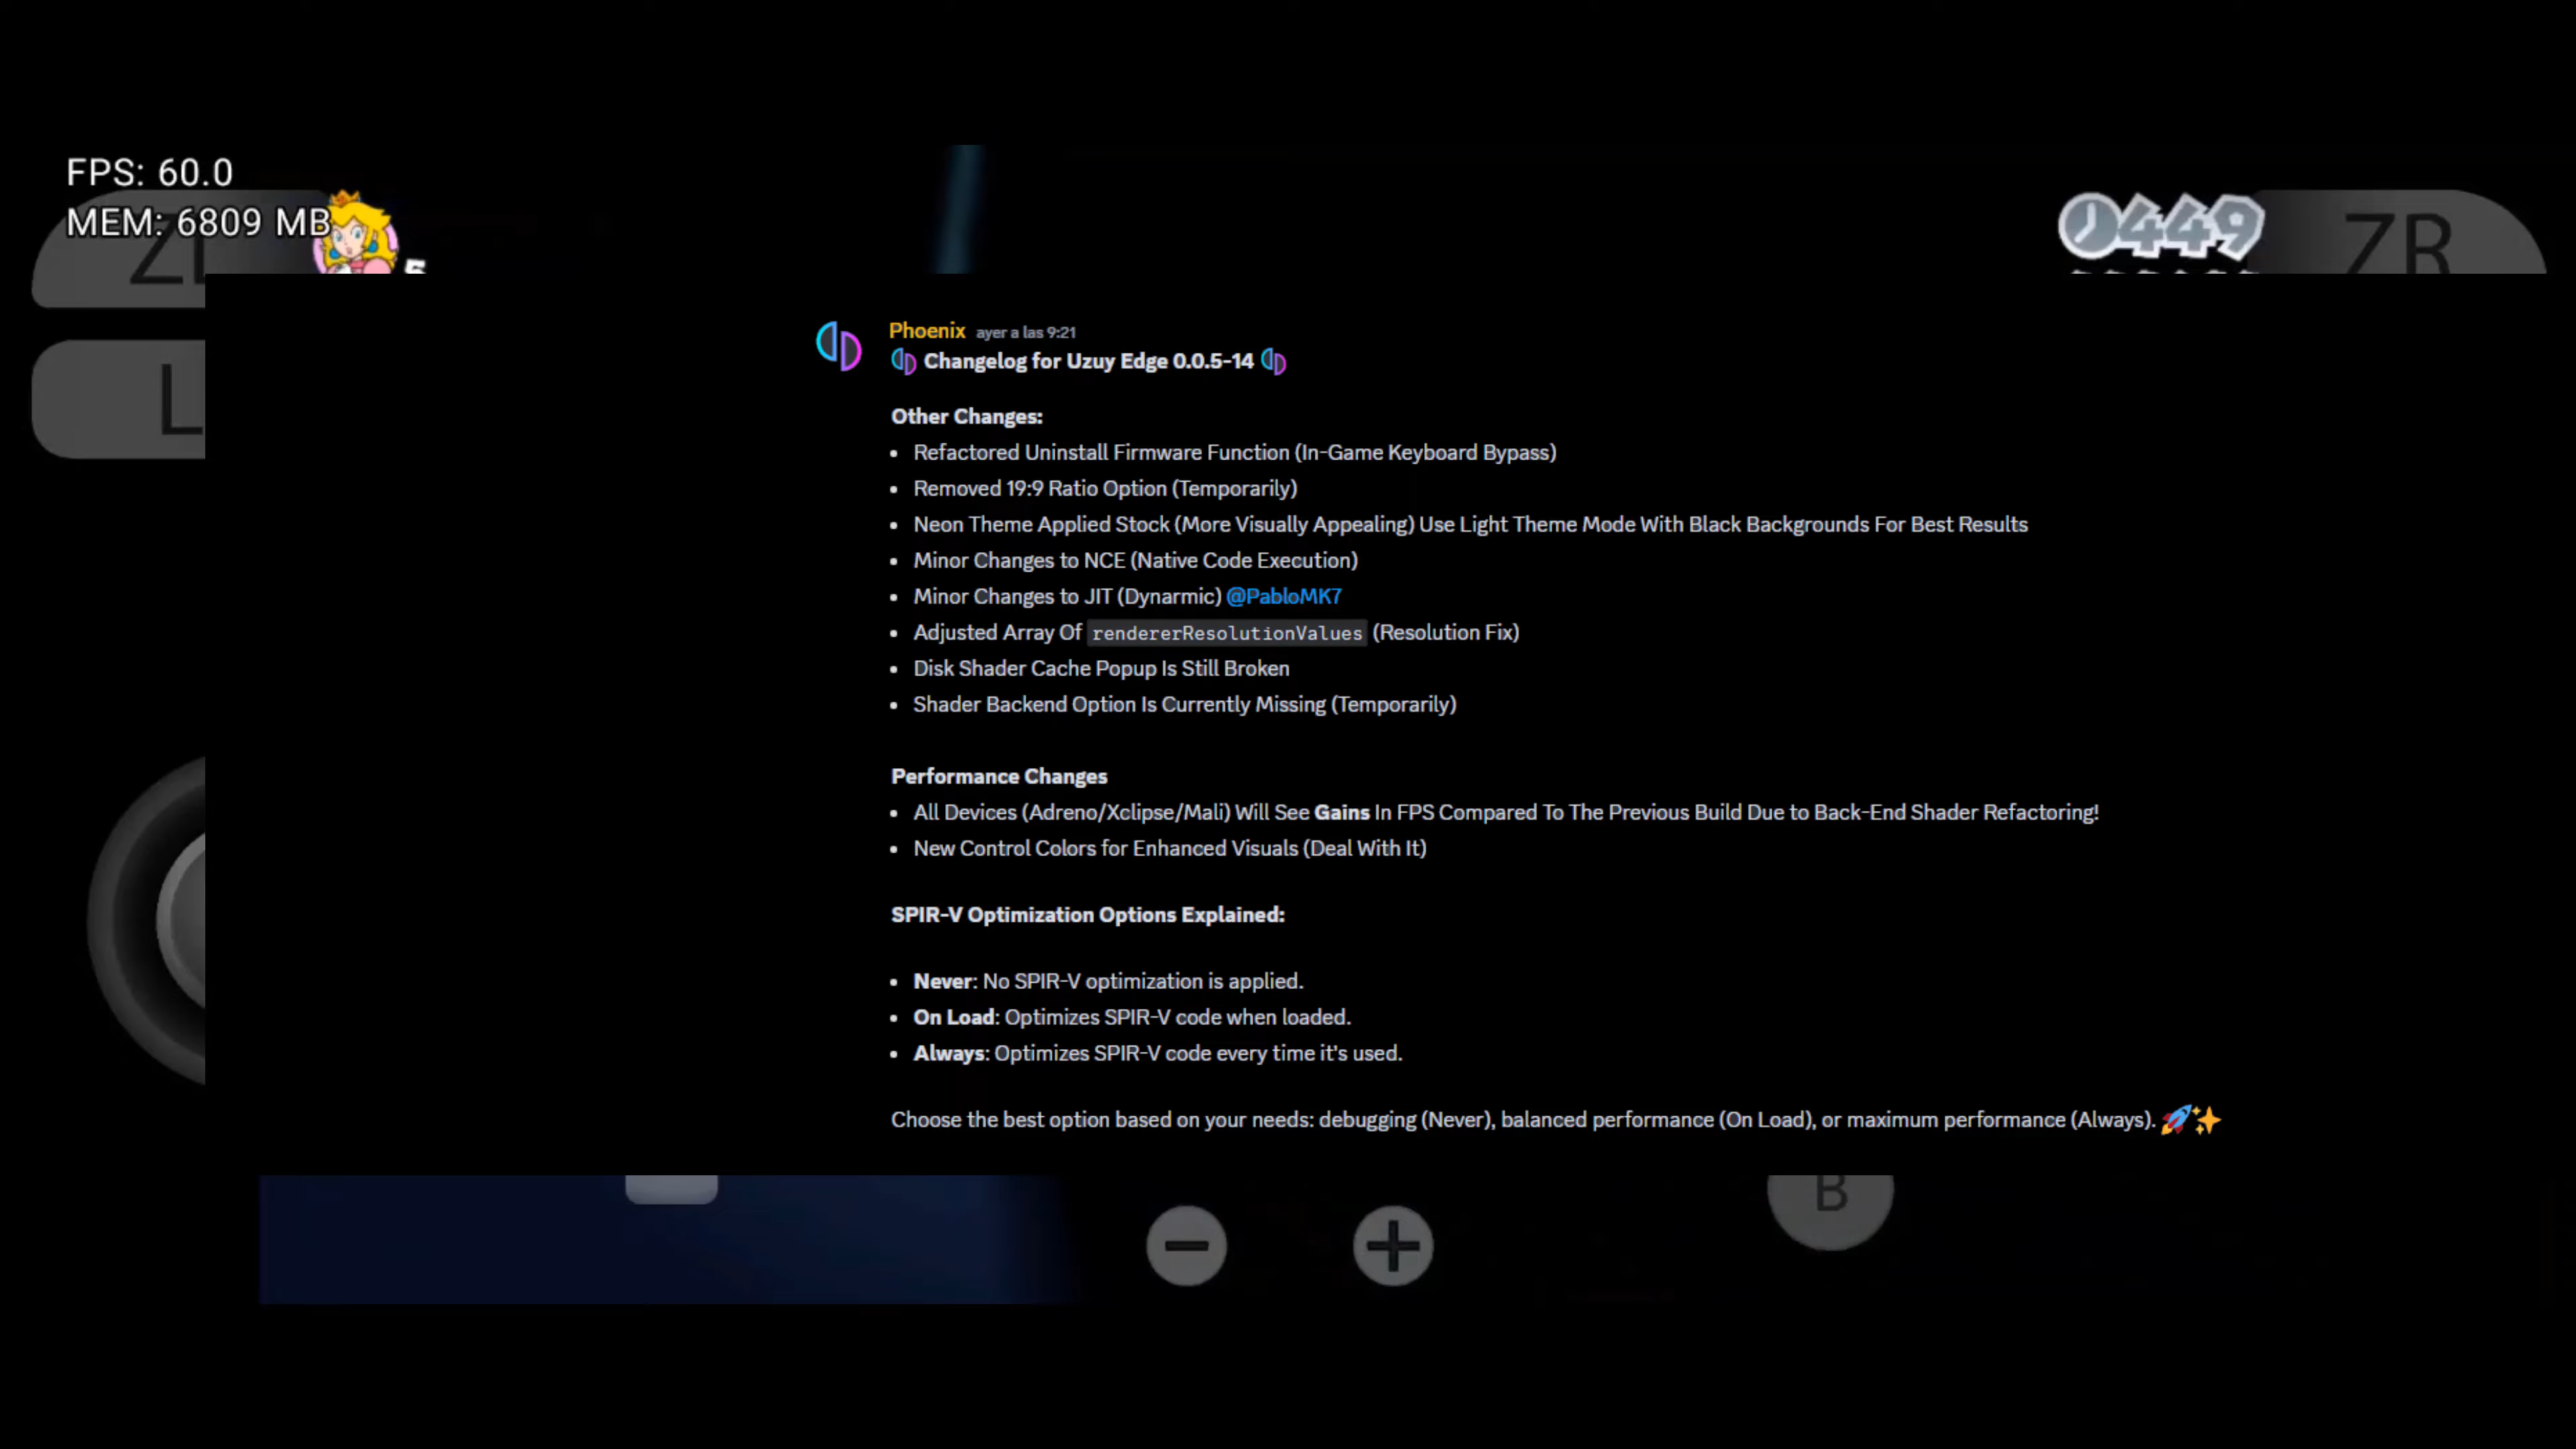 FPS: 60.0
MEM: 6809 MB
449
ZR
L
Phoenix ayer a las 9:21
Changelog for Uzuy Edge 0.0.5-14
Other Changes:
• Refactored Uninstall Firmware Function (In-Game Keyboard Bypass)
• Removed 19:9 Ratio Option (Temporarily)
• Neon Theme Applied Stock (More Visually Appealing) Use Light Theme Mode With Black Backgrounds For Best Results
• Minor Changes to NCE (Native Code Execution)
• Minor Changes to JIT (Dynarmic) @PabloMK7
• Adjusted Array Of rendererResolutionValues (Resolution Fix)
• Disk Shader Cache Popup Is Still Broken
• Shader Backend Option Is Currently Missing (Temporarily)
Performance Changes
• All Devices (Adreno/Xclipse/Mali) Will See Gains In FPS Compared To The Previous Build Due to Back-End Shader Refactoring!
• New Control Colors for Enhanced Visuals (Deal With It)
SPIR-V Optimization Options Explained:
• Never: No SPIR-V optimization is applied.
• On Load: Optimizes SPIR-V code when loaded.
• Always: Optimizes SPIR-V code every time it's used.
Choose the best option based on your needs: debugging (Never), balanced performance (On Load), or maximum performance (Always). 🚀✨
B